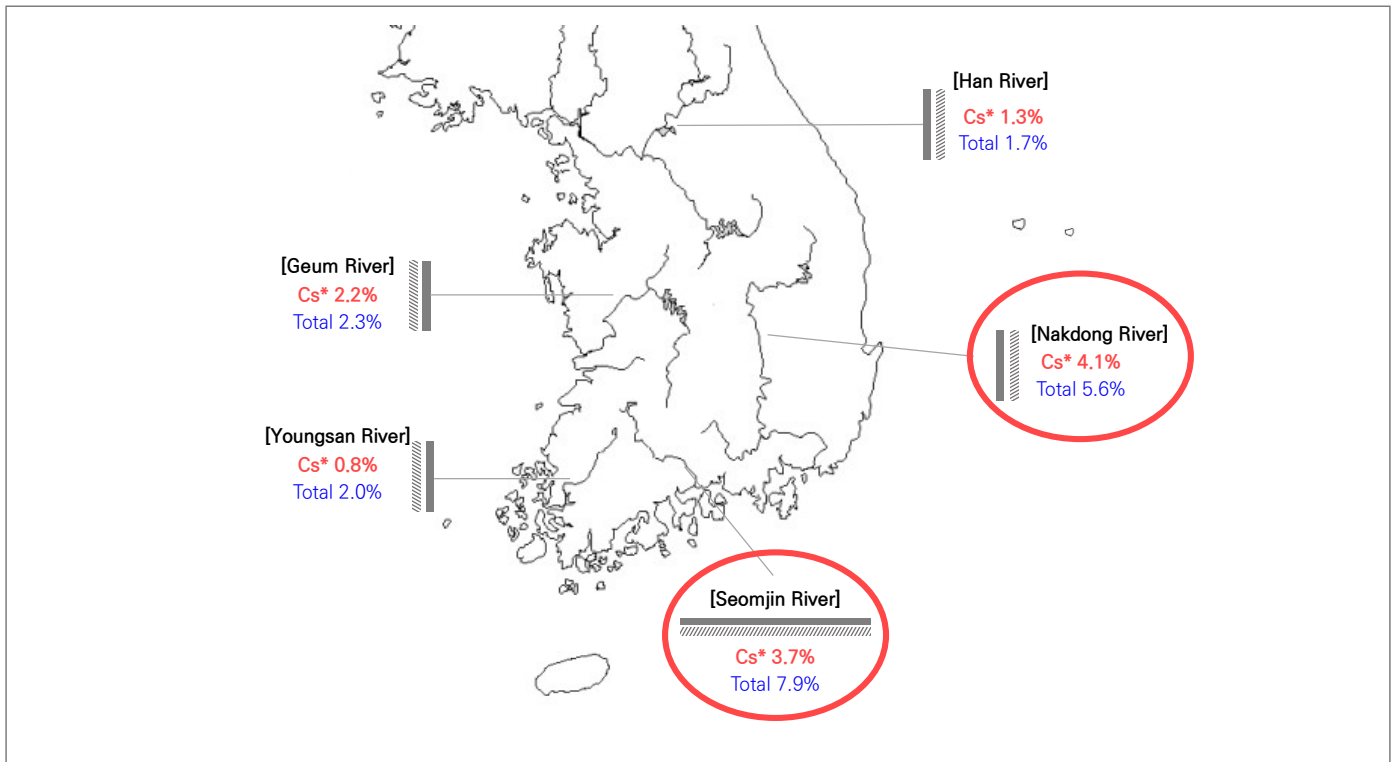 [Han River]
Cs* 1.3%
Total 1.7%
[Geum River]
Cs* 2.2%
Total 2.3%
[Nakdong River]
Cs* 4.1%
Total 5.6%
[Youngsan River]
Cs* 0.8%
Total 2.0%
[Seomjin River]
Cs* 3.7%
Total 7.9%